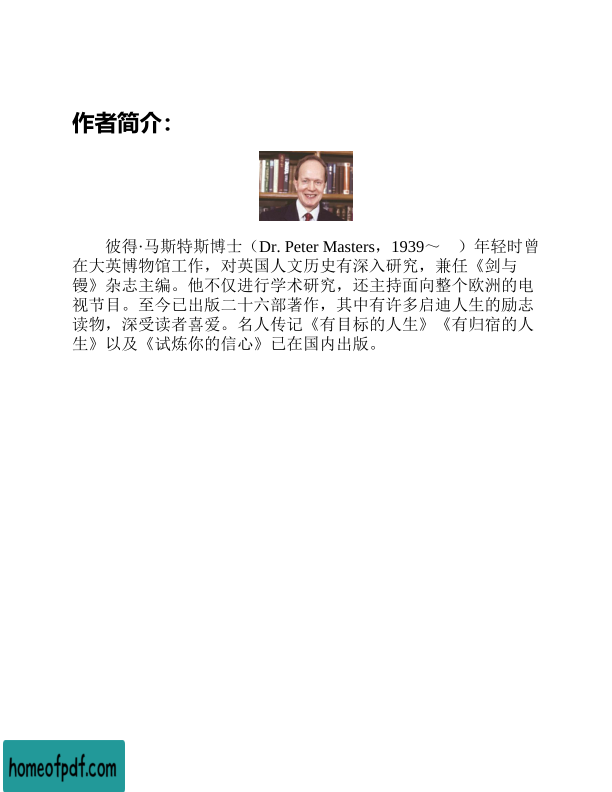 作者简介：
彼得·马斯特斯博士（Dr. Peter Masters，1939～　）年轻时曾
在大英博物馆工作，对英国人文历史有深入研究，兼任《剑与
镘》杂志主编。他不仅进行学术研究，还主持面向整个欧洲的电
视节目。至今已出版二十六部著作，其中有许多启迪人生的励志
读物，深受读者喜爱。名人传记《有目标的人生》《有归宿的人
生》以及《试炼你的信心》已在国内出版。
homeofpdf.com